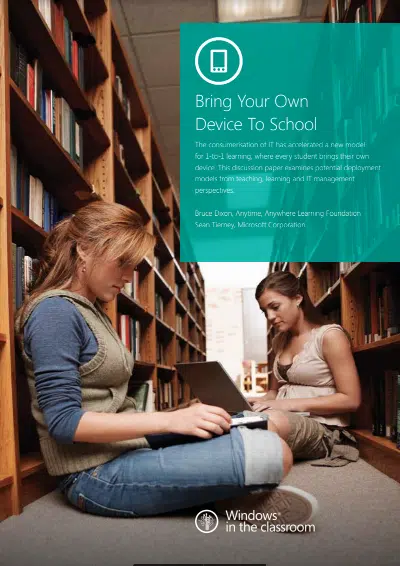 Bring Your Own
Device To School
The consumerisation of IT has accelerated a new model
for 1-to-1 learning, where every student brings their own
device. This discussion paper examines potential deployment
models from teaching, learning and IT management
perspectives.
Bruce Dixon, Anytime, Anywhere Learning Foundation
Sean Tierney, Microsoft Corporation
Windows®
in the classroom